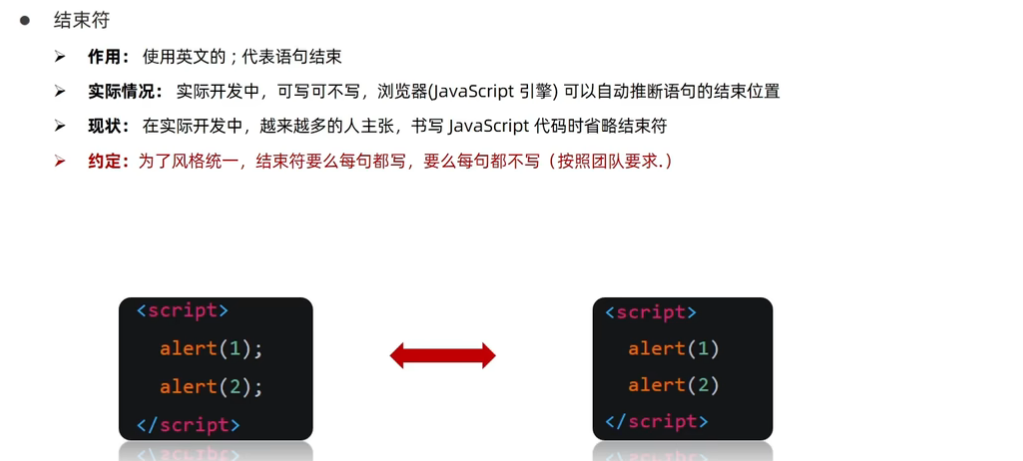 ● 结束符
➢ 作用： 使用英文的 ; 代表语句结束
➢ 实际情况： 实际开发中，可写可不写，浏览器(JavaScript 引擎) 可以自动推断语句的结束位置
➢ 现状： 在实际开发中，越来越多的人主张，书写 JavaScript 代码时省略结束符
➢ 约定：为了风格统一，结束符要么每句都写，要么每句都不写（按照团队要求.）
<script>
alert(1);
alert(2);
</script>
<script>
alert(1)
alert(2)
</script>